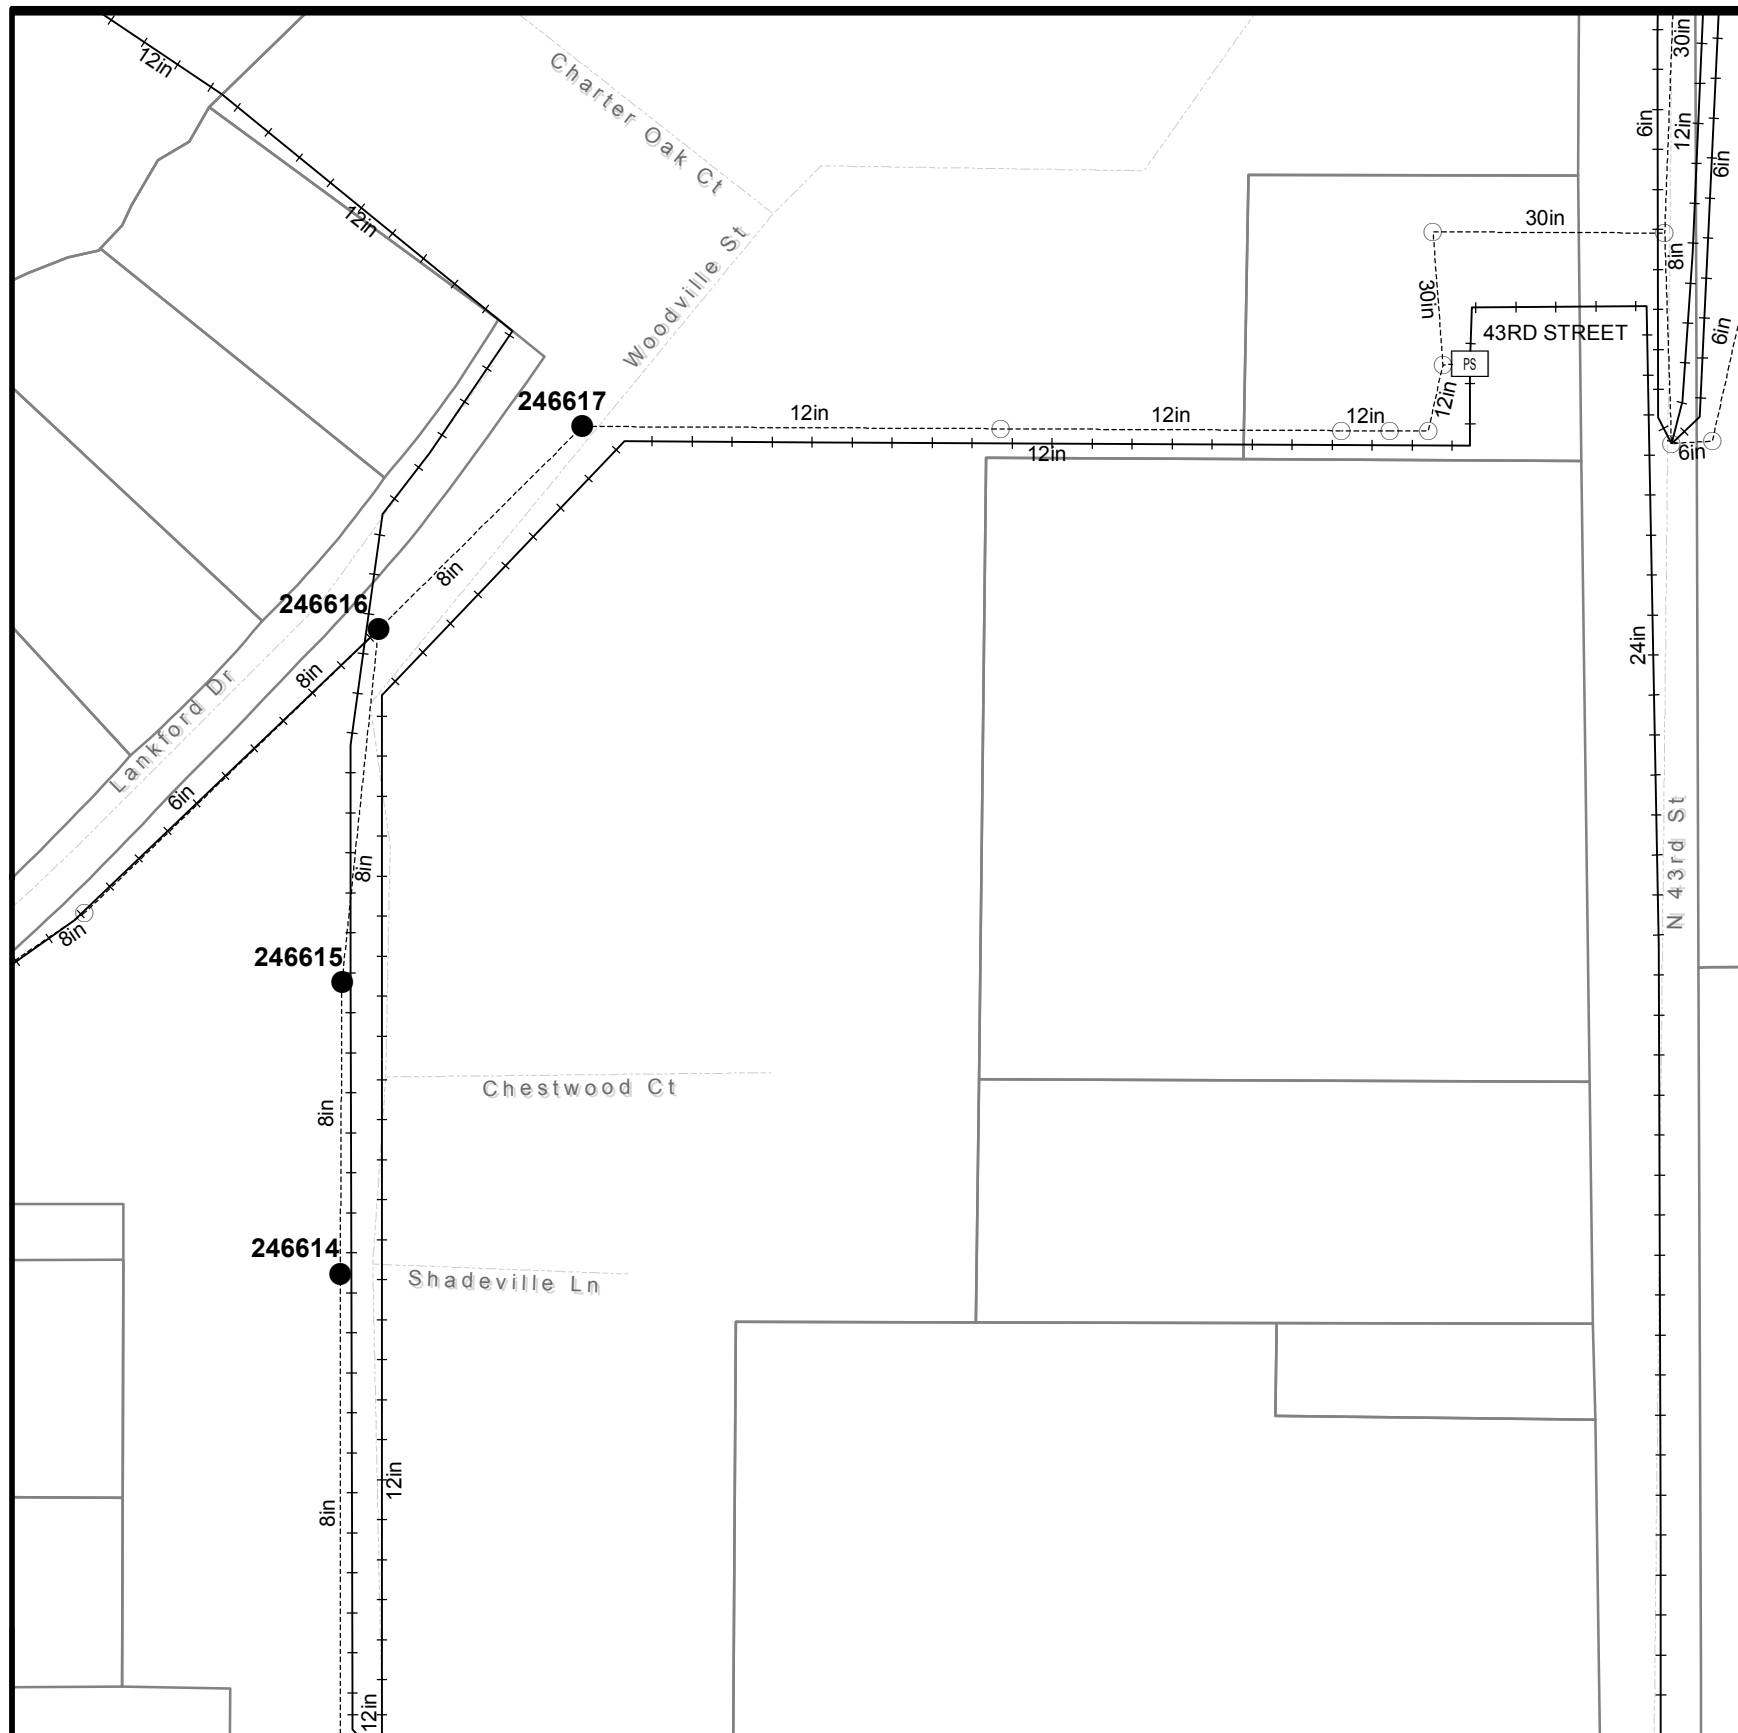 12in
30in
Charter Oak Ct
6in
12in
6in
12in
30in
Woodville St
8in
30in
43RD STREET
6in
PS
246617
12in
12in
12in
12in
12in
6in
8in
246616
24in
8in
Lankford Dr
6in
8in
N 43rd St
8in
246615
Chestwood Ct
8in
246614
Shadeville Ln
12in
8in
12in